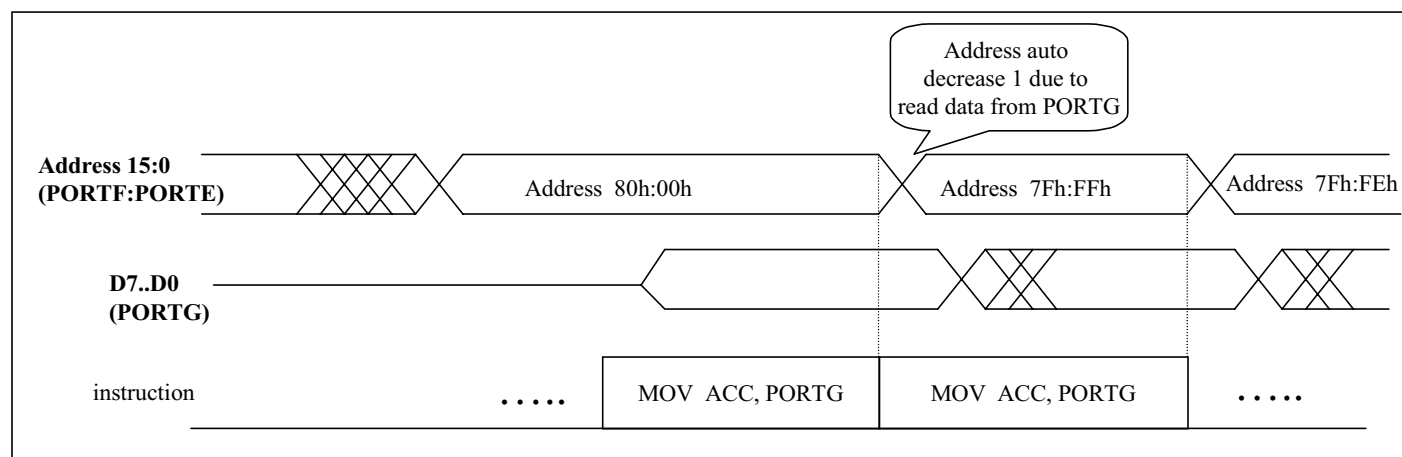 Address auto
decrease 1 due to
read data from PORTG
Address 15:0
(PORTF:PORTE)
Address 80h:00h
Address 7Fh:FFh
Address 7Fh:FEh
D7..D0
(PORTG)
instruction
.....
MOV ACC, PORTG
MOV ACC, PORTG
.....